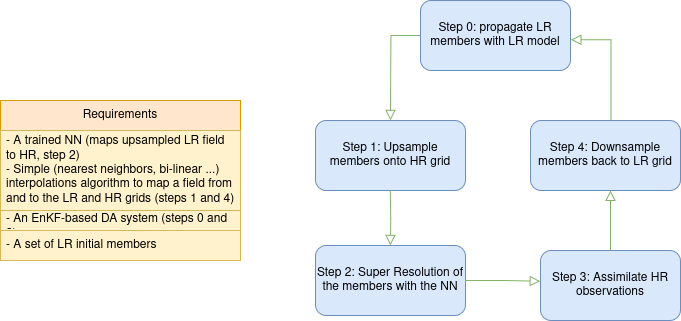 Step 0: propagate LR
members with LR model
Requirements
- A trained NN (maps upsampled LR field
to HR, step 2)
- Simple (nearest neighbors, bi-linear ...)
interpolations algorithm to map a field from
and to the LR and HR grids (steps 1 and 4)
- An EnKF-based DA system (steps 0 and
- A set of LR initial members
Step 1: Upsample
members onto HR grid
Step 4: Downsample
members back to LR grid
Step 2: Super Resolution of
the members with the NN
Step 3: Assimilate HR
observations